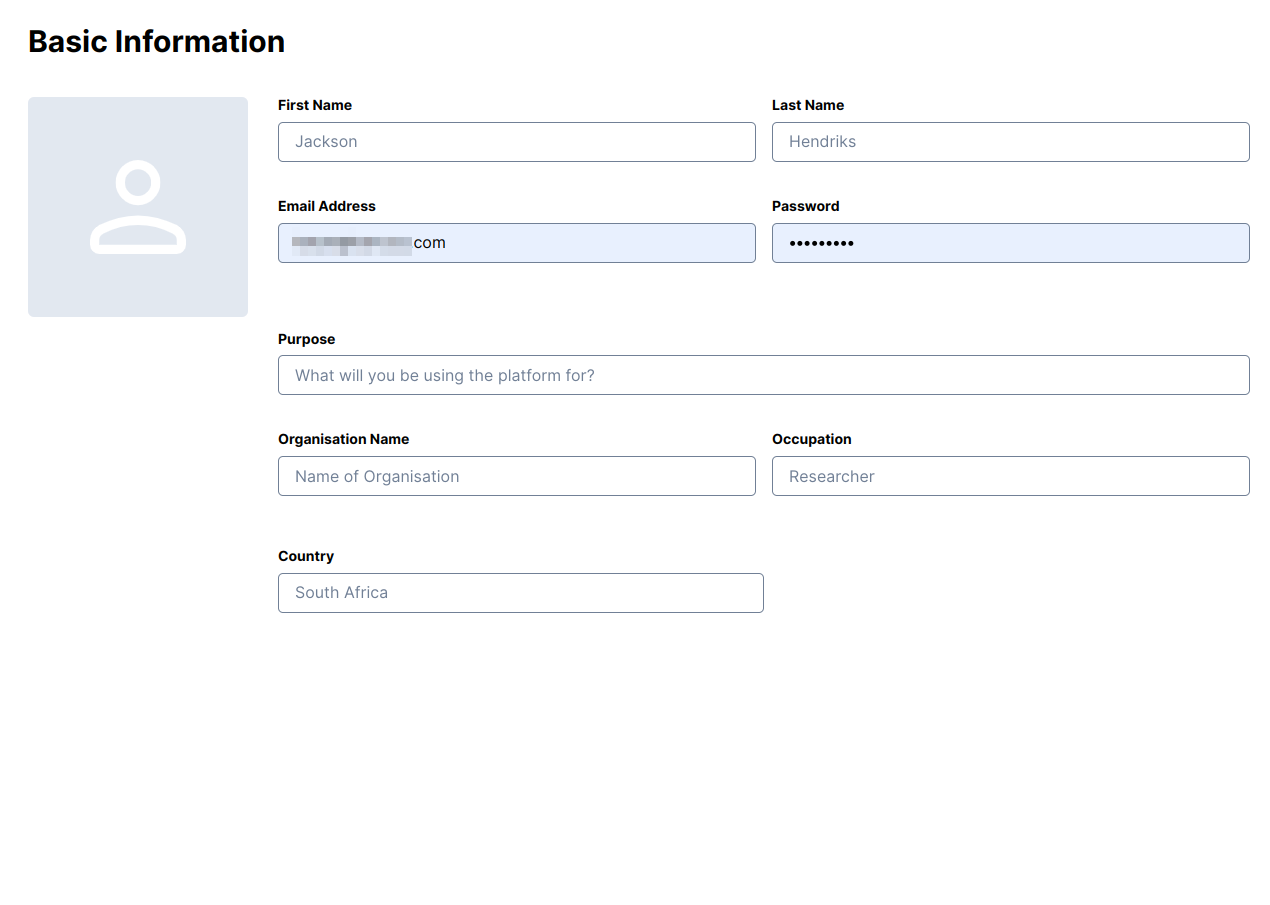 Basic Information
First Name
Last Name
Jackson
Hendriks
Email Address
Password
com
•••••••••
Purpose
What will you be using the platform for?
Organisation Name
Occupation
Name of Organisation
Researcher
Country
South Africa